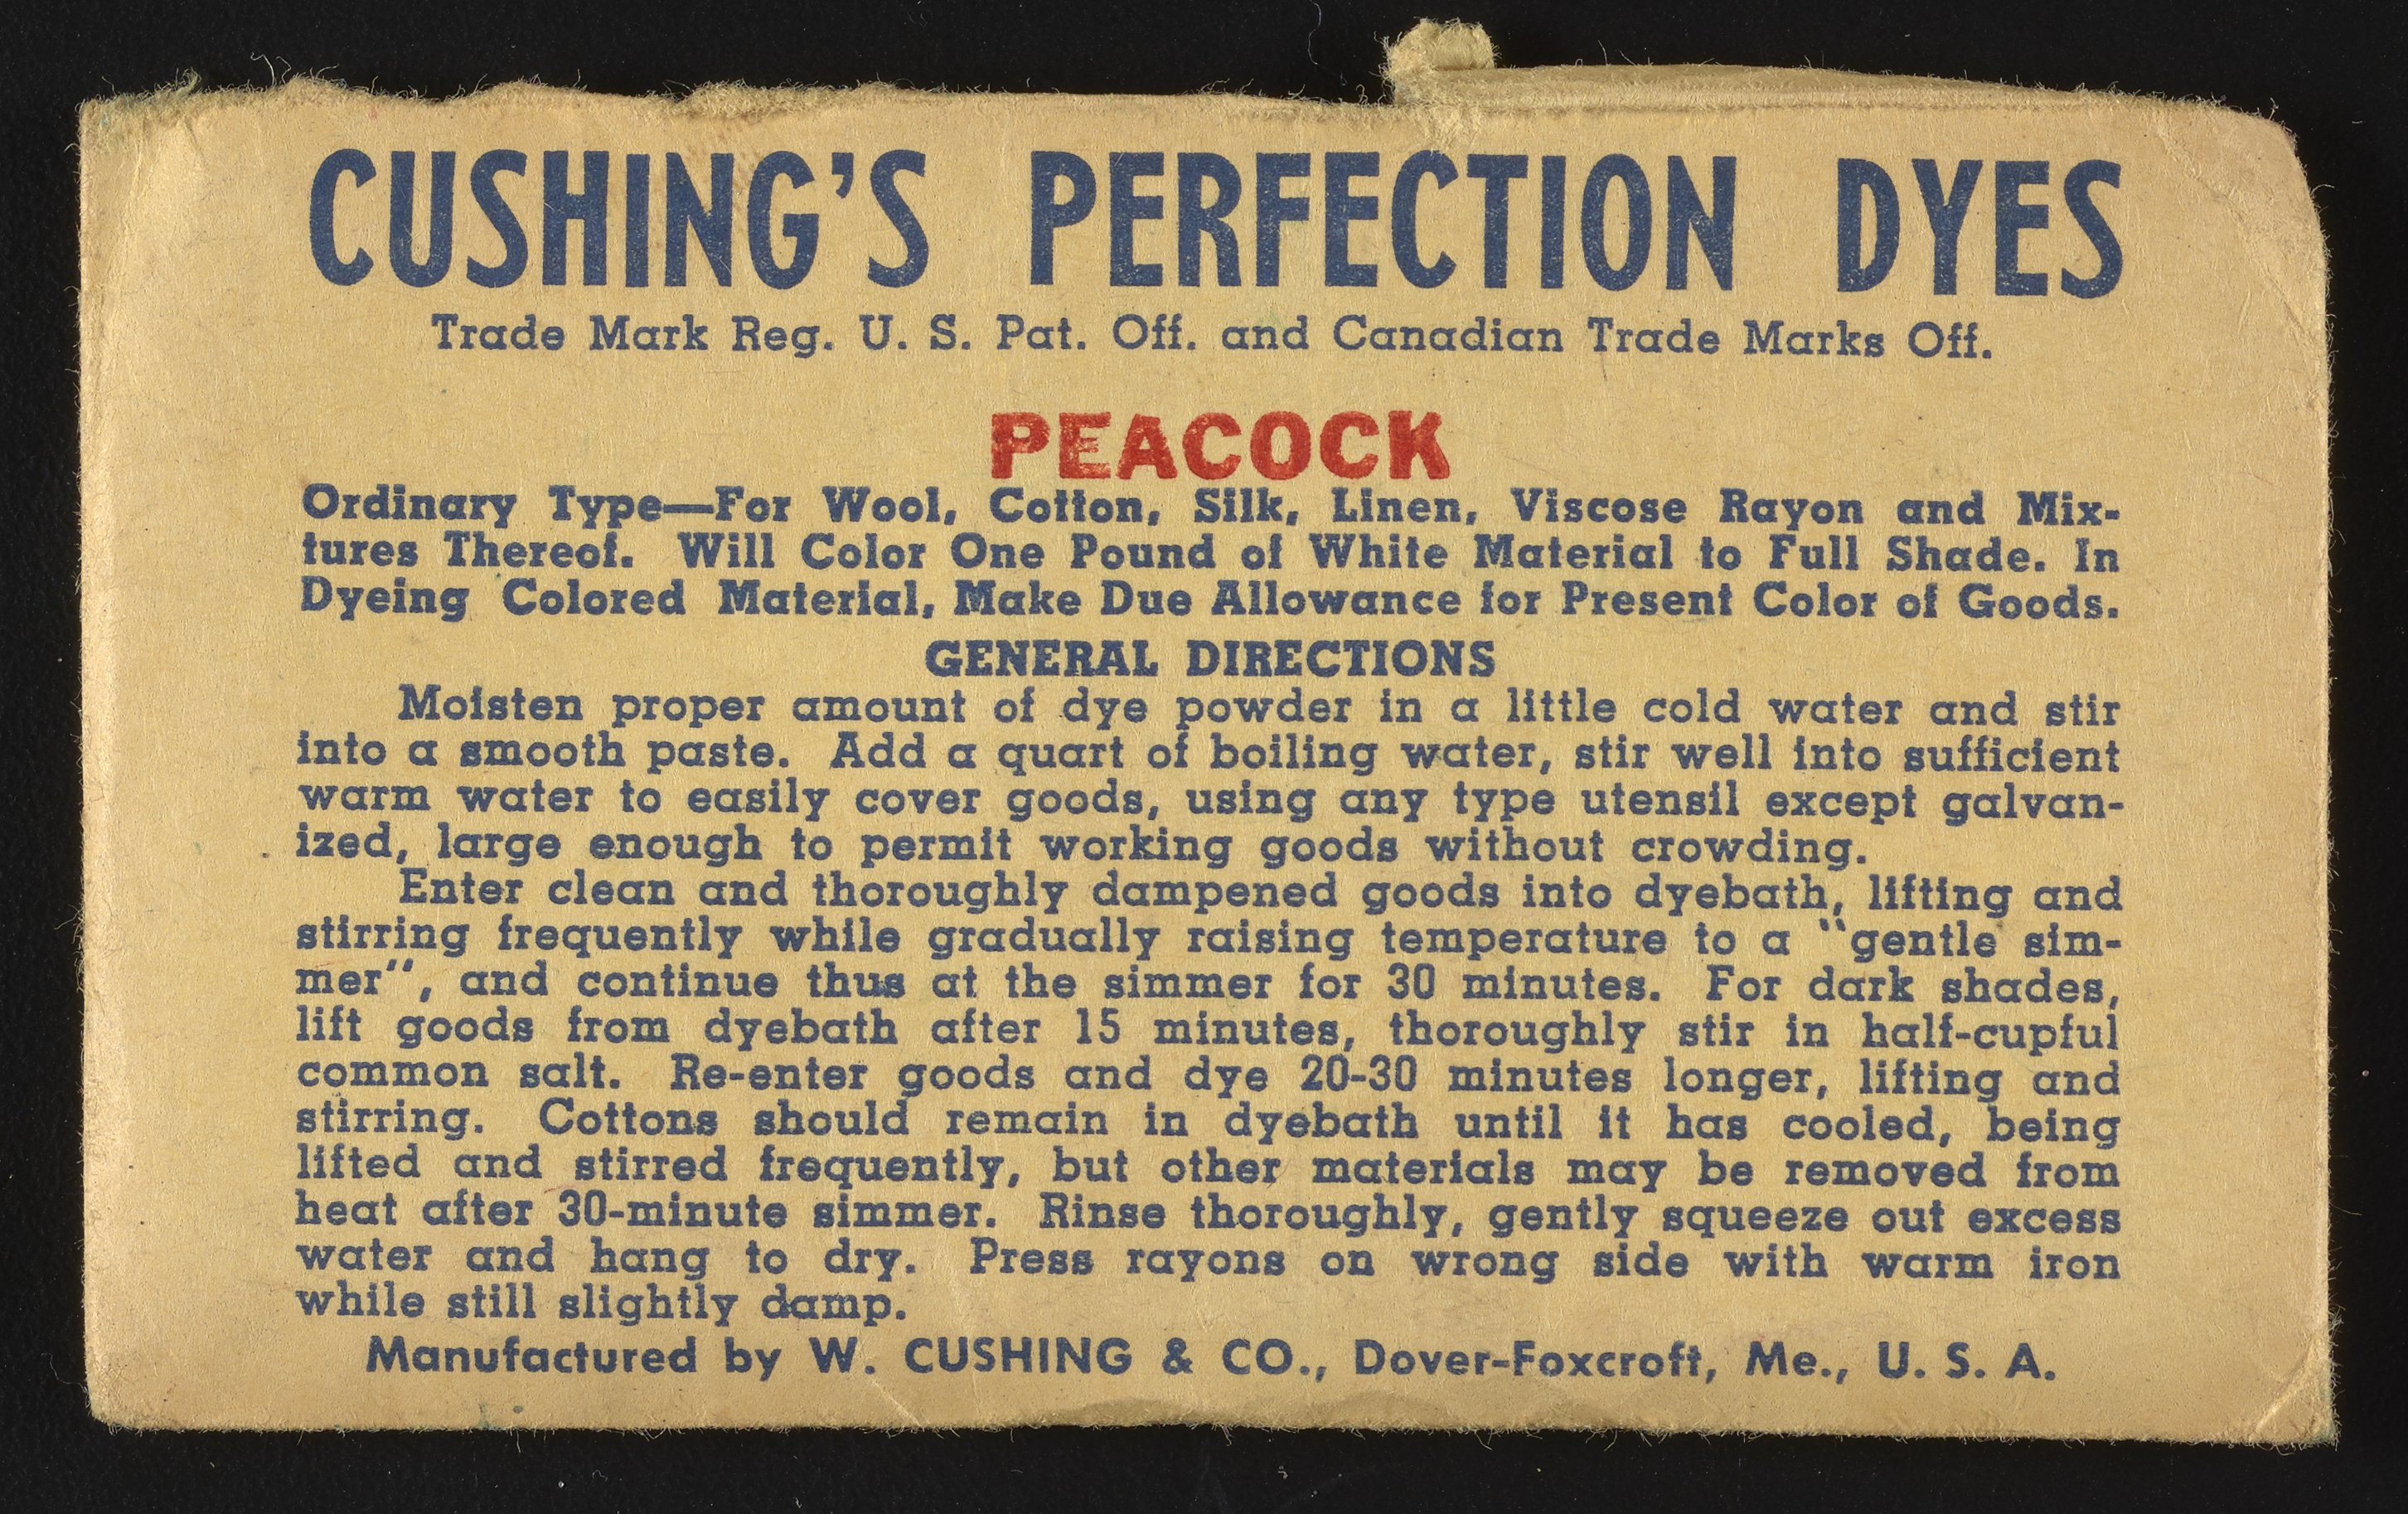 CUSHING'S PERFECTION DYES
Trade Mark Reg. U. S. Pat. Off. and Canadian Trade Marks Off.
PEACOCK
Ordinary Type—For Wool, Cotton, Silk, Linen, Viscose Rayon and Mix-
tures Thereof. Will Color One Pound of White Material to Full Shade. In
Dyeing Colored Material, Make Due Allowance for Present Color of Goods.
GENERAL DIRECTIONS
Moisten proper amount of dye powder in a little cold water and stir
into a smooth paste. Add a quart of boiling water, stir well into sufficient
warm water to easily cover goods, using any type utensil except galvan-
ized, large enough to permit working goods without crowding.
Enter clean and thoroughly dampened goods into dyebath, lifting and
stirring frequently while gradually raising temperature to a "gentle sim-
mer", and continue thus at the simmer for 30 minutes. For dark shades,
lift goods from dyebath after 15 minutes, thoroughly stir in half-cupful
common salt. Re-enter goods and dye 20-30 minutes longer, lifting and
stirring. Cottons should remain in dyebath until it has cooled, being
lifted and stirred frequently, but other materials may be removed from
heat after 30-minute simmer. Rinse thoroughly, gently squeeze out excess
water and hang to dry. Press rayons on wrong side with warm iron
while still slightly damp.
Manufactured by W. CUSHING & CO., Dover-Foxcroft, Me., U. S. A.